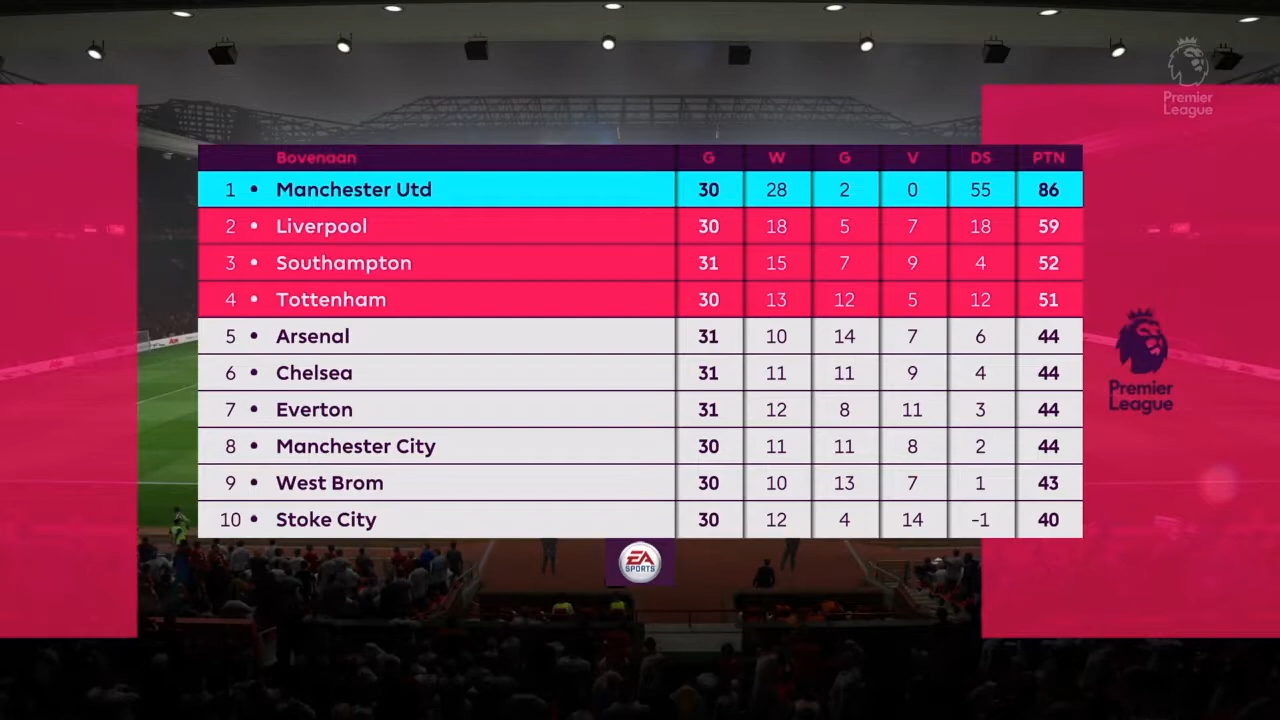 Premier
League
Bovenaan G W G V DS PTN
1 • Manchester Utd 30 28 2 0 55 86
2 • Liverpool 30 18 5 7 18 59
3 • Southampton 31 15 7 9 4 52
4 • Tottenham 30 13 12 5 12 51
5 • Arsenal 31 10 14 7 6 44
6 • Chelsea 31 11 11 9 4 44
7 • Everton 31 12 8 11 3 44
8 • Manchester City 30 11 11 8 2 44
9 • West Brom 30 10 13 7 1 43
10 • Stoke City 30 12 4 14 -1 40
Premier
League
EA
SPORTS